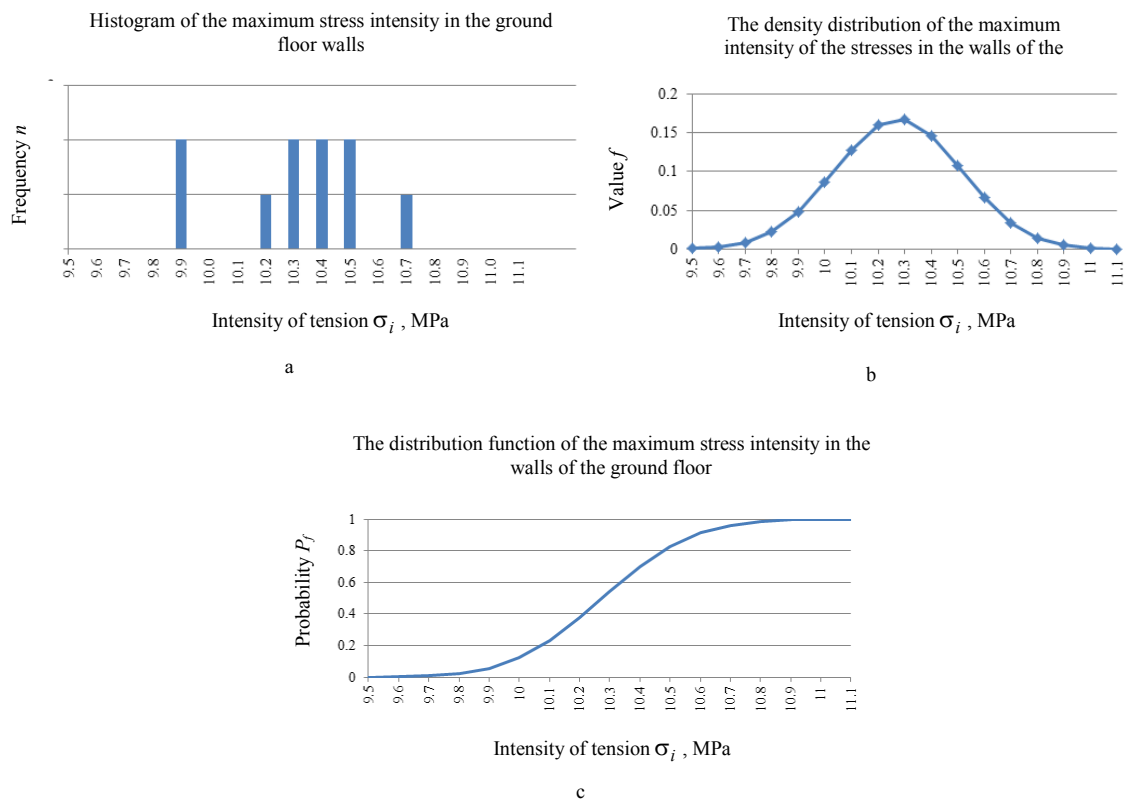 Histogram of the maximum stress intensity in the ground
floor walls
Frequency n
9.5 9.6 9.7 9.8 9.9 10.0 10.1 10.2 10.3 10.4 10.5 10.6 10.7 10.8 10.9 11.0 11.1
Intensity of tension σi , MPa
a
The density distribution of the maximum
intensity of the stresses in the walls of the
Value f
0.2
0.15
0.1
0.05
0
9.5 9.6 9.7 9.8 9.9 10 10.1 10.2 10.3 10.4 10.5 10.6 10.7 10.8 10.9 11 11.1
Intensity of tension σi , MPa
b
The distribution function of the maximum stress intensity in the
walls of the ground floor
Probability Pf
1
0.8
0.6
0.4
0.2
0
9.5 9.6 9.7 9.8 9.9 10 10.1 10.2 10.3 10.4 10.5 10.6 10.7 10.8 10.9 11 11.1
Intensity of tension σi , MPa
c